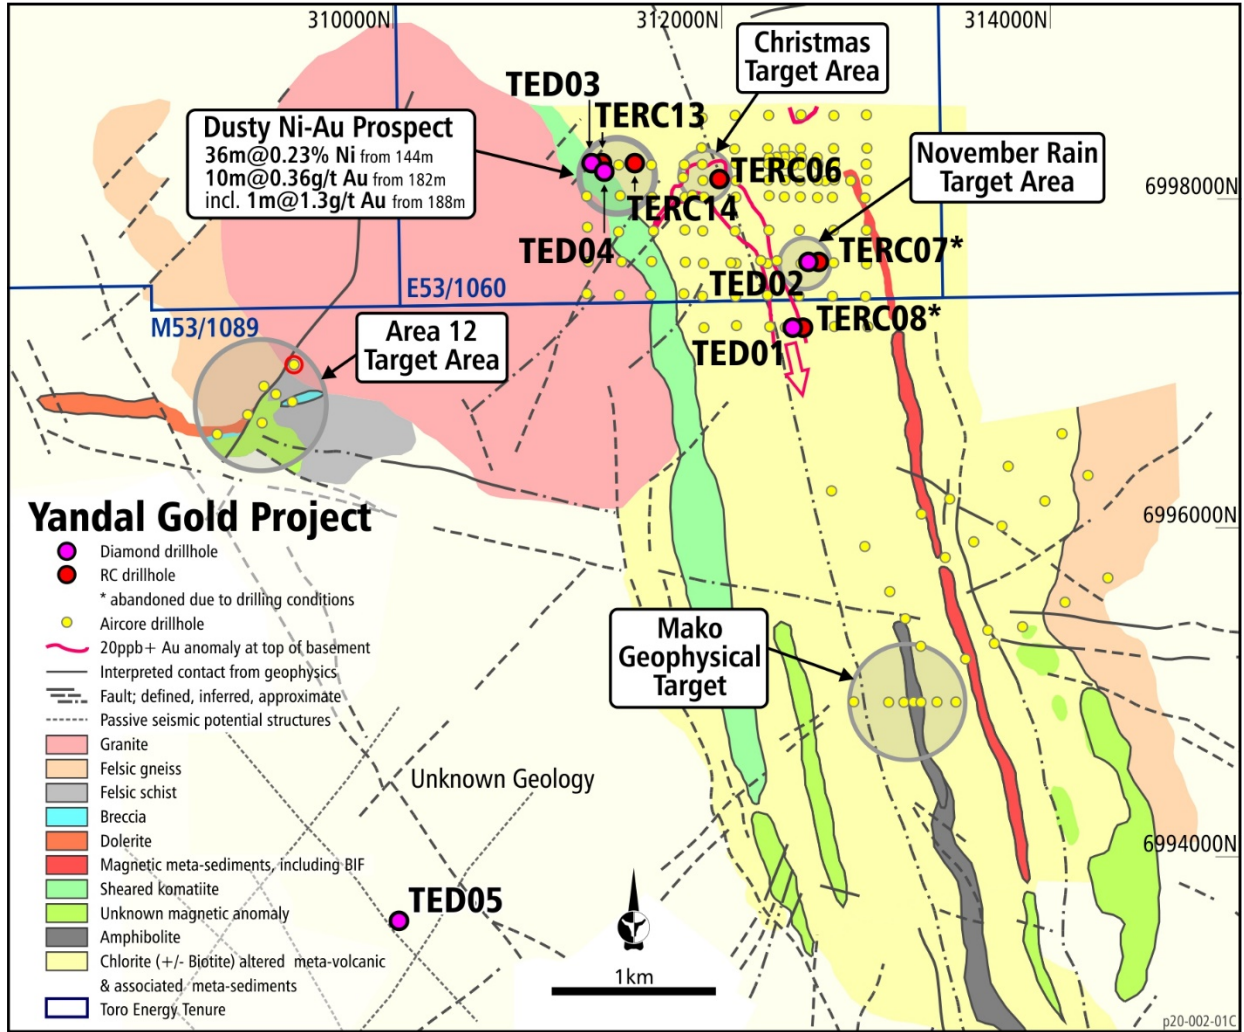 310000N
312000N
314000N
Christmas
Target Area
TED03
TERC13
Dusty Ni-Au Prospect
36m@0.23% Ni from 144m
10m@0.36g/t Au from 182m
incl. 1m@1.3g/t Au from 188m
November Rain
Target Area
TERC06
6998000N
TERC14
TED04
TERC07*
TED02
E53/1060
M53/1089
TERC08*
Area 12
Target Area
TED01
Yandal Gold Project
6996000N
Diamond drillhole
RC drillhole
* abandoned due to drilling conditions
Aircore drillhole
20ppb+ Au anomaly at top of basement
Interpreted contact from geophysics
Fault; defined, inferred, approximate
Passive seismic potential structures
Granite
Felsic gneiss
Felsic schist
Breccia
Dolerite
Magnetic meta-sediments, including BIF
Sheared komatiite
Unknown magnetic anomaly
Amphibolite
Chlorite (+/- Biotite) altered meta-volcanic
& associated meta-sediments
Toro Energy Tenure
Mako
Geophysical
Target
Unknown Geology
6994000N
TED05
1km
p20-002-01C